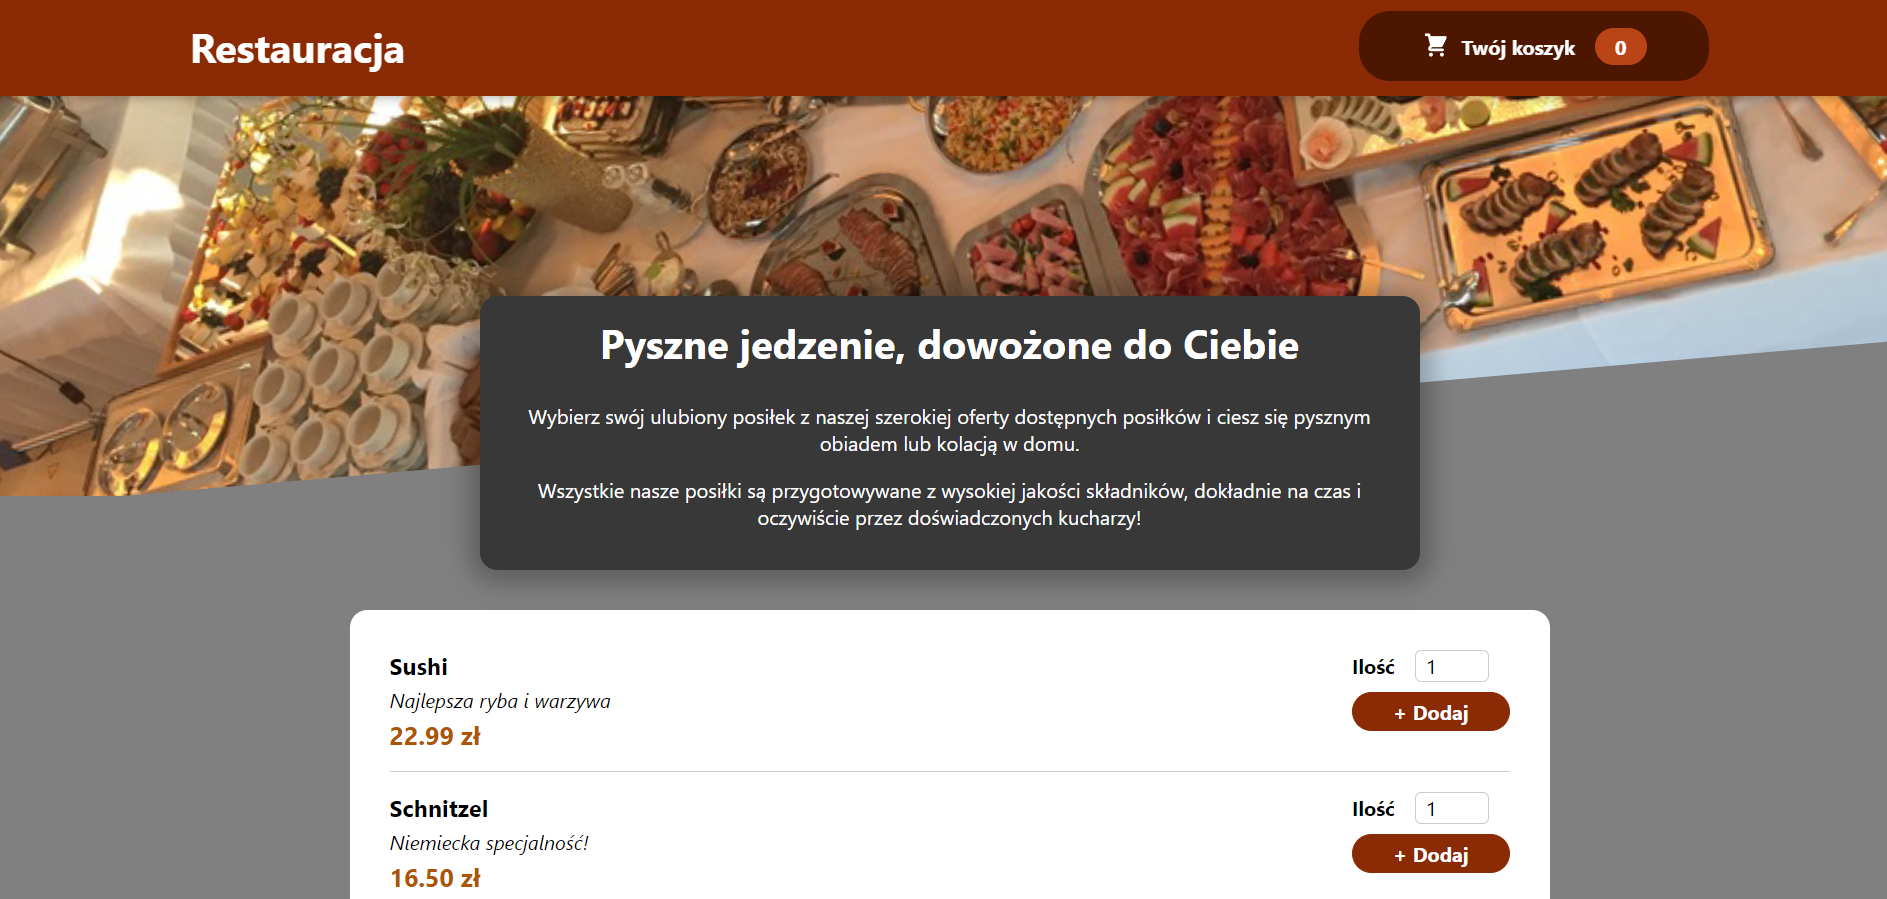 Restauracja
Twój koszyk 0
Pyszne jedzenie, dowożone do Ciebie
Wybierz swój ulubiony posiłek z naszej szerokiej oferty dostępnych posiłków i ciesz się pysznym
obiadem lub kolacją w domu.
Wszystkie nasze posiłki są przygotowywane z wysokiej jakości składników, dokładnie na czas i
oczywiście przez doświadczonych kucharzy!
Sushi
Najlepsza ryba i warzywa
22.99 zł
Ilość 1
+ Dodaj
Schnitzel
Niemiecka specjalność!
16.50 zł
Ilość 1
+ Dodaj